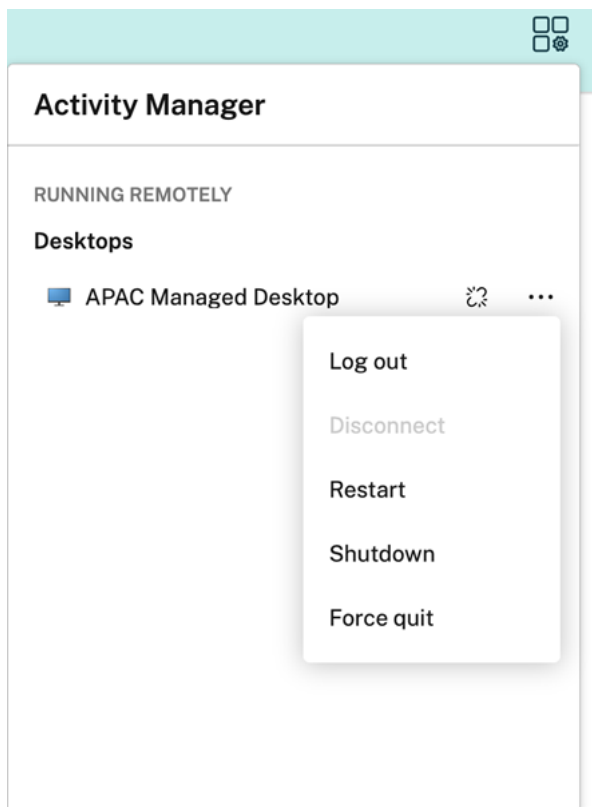 Activity Manager
RUNNING REMOTELY
Desktops
APAC Managed Desktop
Log out
Disconnect
Restart
Shutdown
Force quit